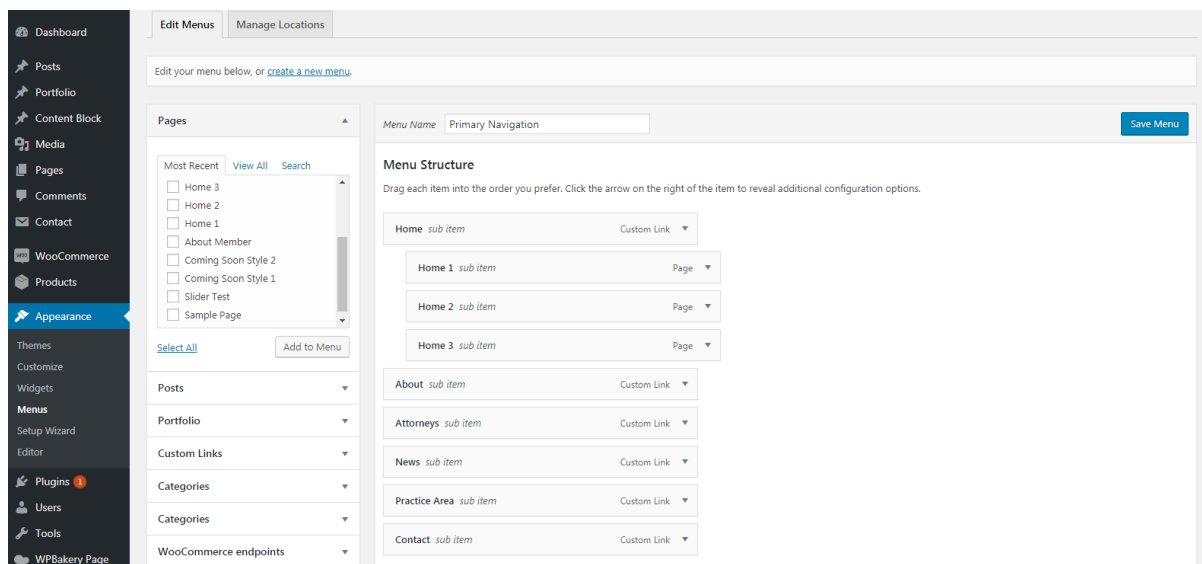 Dashboard
Posts
Portfolio
Content Block
Media
Pages
Comments
Contact
WOO WooCommerce
Products
Appearance
Themes
Customize
Widgets
Menus
Setup Wizard
Editor
Plugins 1
Users
Tools
WPBakery Page
Edit Menus Manage Locations
Edit your menu below, or create a new menu.
Pages
Most Recent View All Search
Home 3
Home 2
Home 1
About Member
Coming Soon Style 2
Coming Soon Style 1
Slider Test
Sample Page
Select All Add to Menu
Posts
Portfolio
Custom Links
Categories
Categories
WooCommerce endpoints
Menu Name Primary Navigation Save Menu
Menu Structure
Drag each item into the order you prefer. Click the arrow on the right of the item to reveal additional configuration options.
Home sub item Custom Link
Home 1 sub item Page
Home 2 sub item Page
Home 3 sub item Page
About sub item Custom Link
Attorneys sub item Custom Link
News sub item Custom Link
Practice Area sub item Custom Link
Contact sub item Custom Link